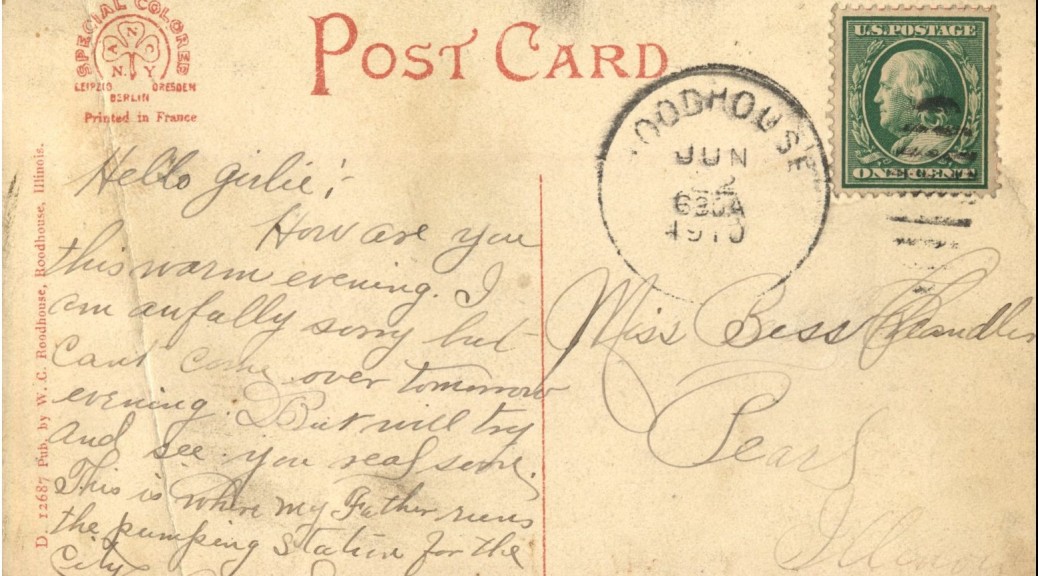 SPECIAL COLORED
A N C
N. Y
LEIPZIG DRESDEN
BERLIN
Printed in France
POST CARD
U.S. POSTAGE
ONE CENT
ROODHOUSE
JUN
2
630A
1910
D. 12687 Pub. by W. C. Roodhouse, Roodhouse, Illinois.
Hello girlie;-
How are you
this warm evening. I
am anfally sorry but
cant come over tomorrow
evening. But will try
and see you real soon.
This is where my Father runs
the pumping station for the
City
Miss Bess Chandler
Pearl
Illinois